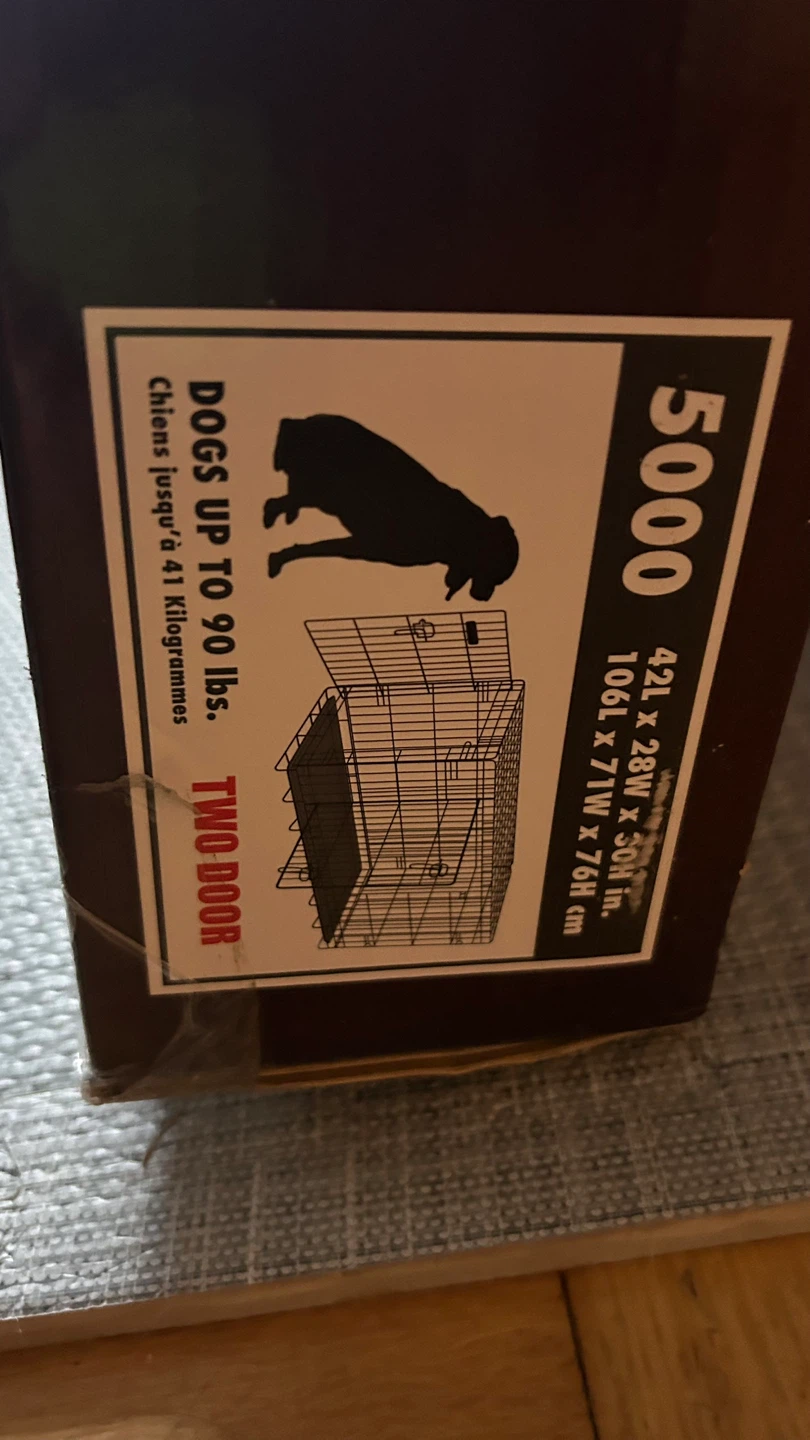 5000
42L x 28W x 30H in.
106L x 71W x 76H cm
DOGS UP TO 90 lbs.
TWO DOOR
Chiens jusqu'à 41 Kilogrammes